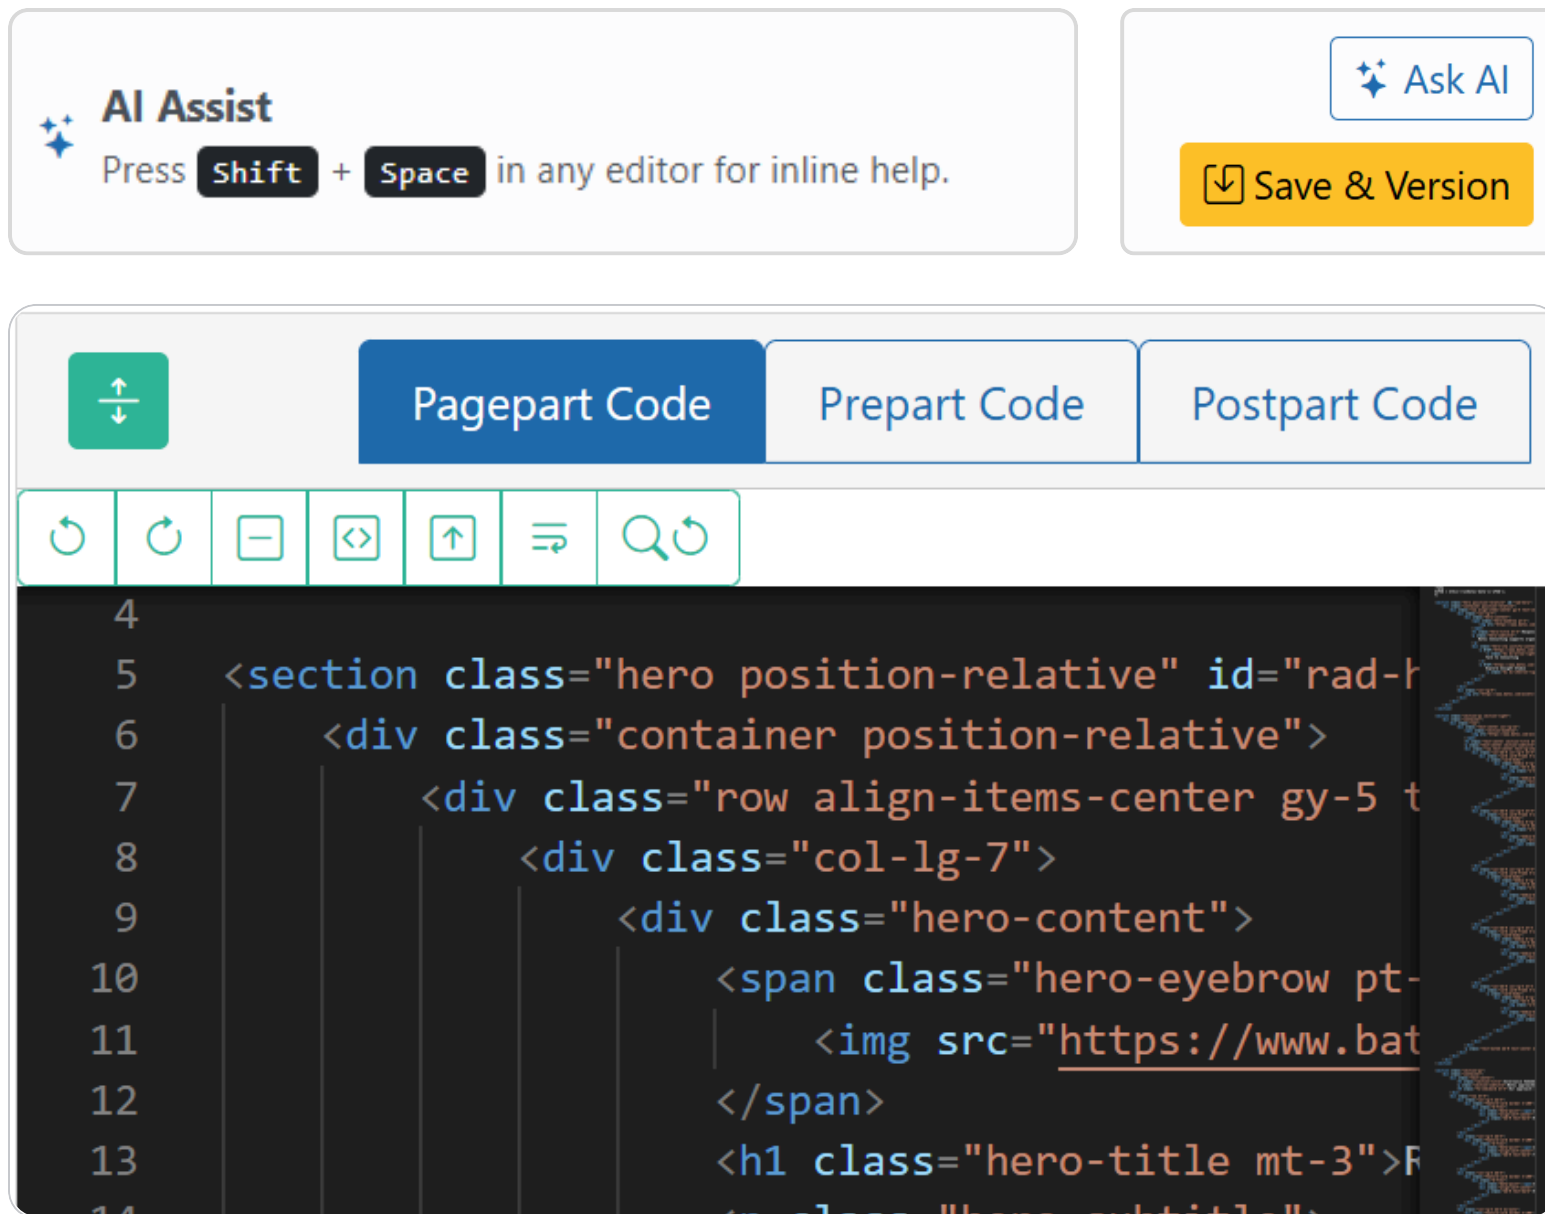 AI Assist
Press Shift + Space in any editor for inline help.
Ask AI
Save & Version
Pagepart Code
Prepart Code
Postpart Code
4
5 <section class="hero position-relative" id="rad-
6 <div class="container position-relative">
7 <div class="row align-items-center gy-5
8 <div class="col-lg-7">
9 <div class="hero-content">
10 <span class="hero-eyebrow pt-
11 <img src="https://www.bat
12 </span>
13 <h1 class="hero-title mt-3">R
14 <p class="hero-subtitle">